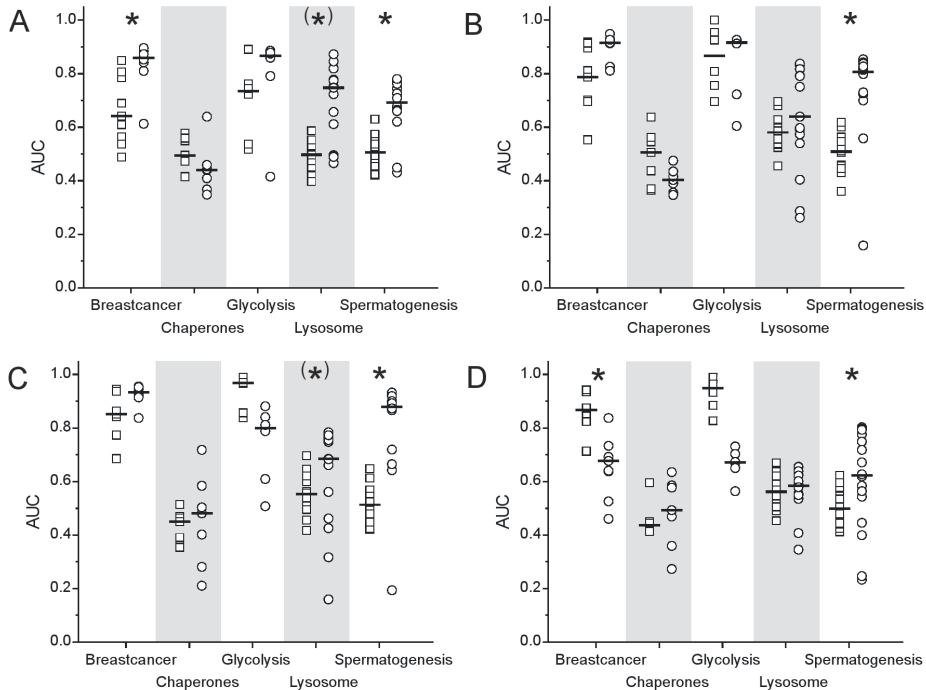 A
*
(*)
*
1.0
0.8
0.6
0.4
0.2
0.0
AUC
Breastcancer
Glycolysis
Spermatogenesis
Chaperones
Lysosome
B
*
1.0
0.8
0.6
0.4
0.2
0.0
AUC
Breastcancer
Glycolysis
Spermatogenesis
Chaperones
Lysosome
C
(*)
*
1.0
0.8
0.6
0.4
0.2
0.0
AUC
Breastcancer
Glycolysis
Spermatogenesis
Chaperones
Lysosome
D
*
*
1.0
0.8
0.6
0.4
0.2
0.0
AUC
Breastcancer
Glycolysis
Spermatogenesis
Chaperones
Lysosome